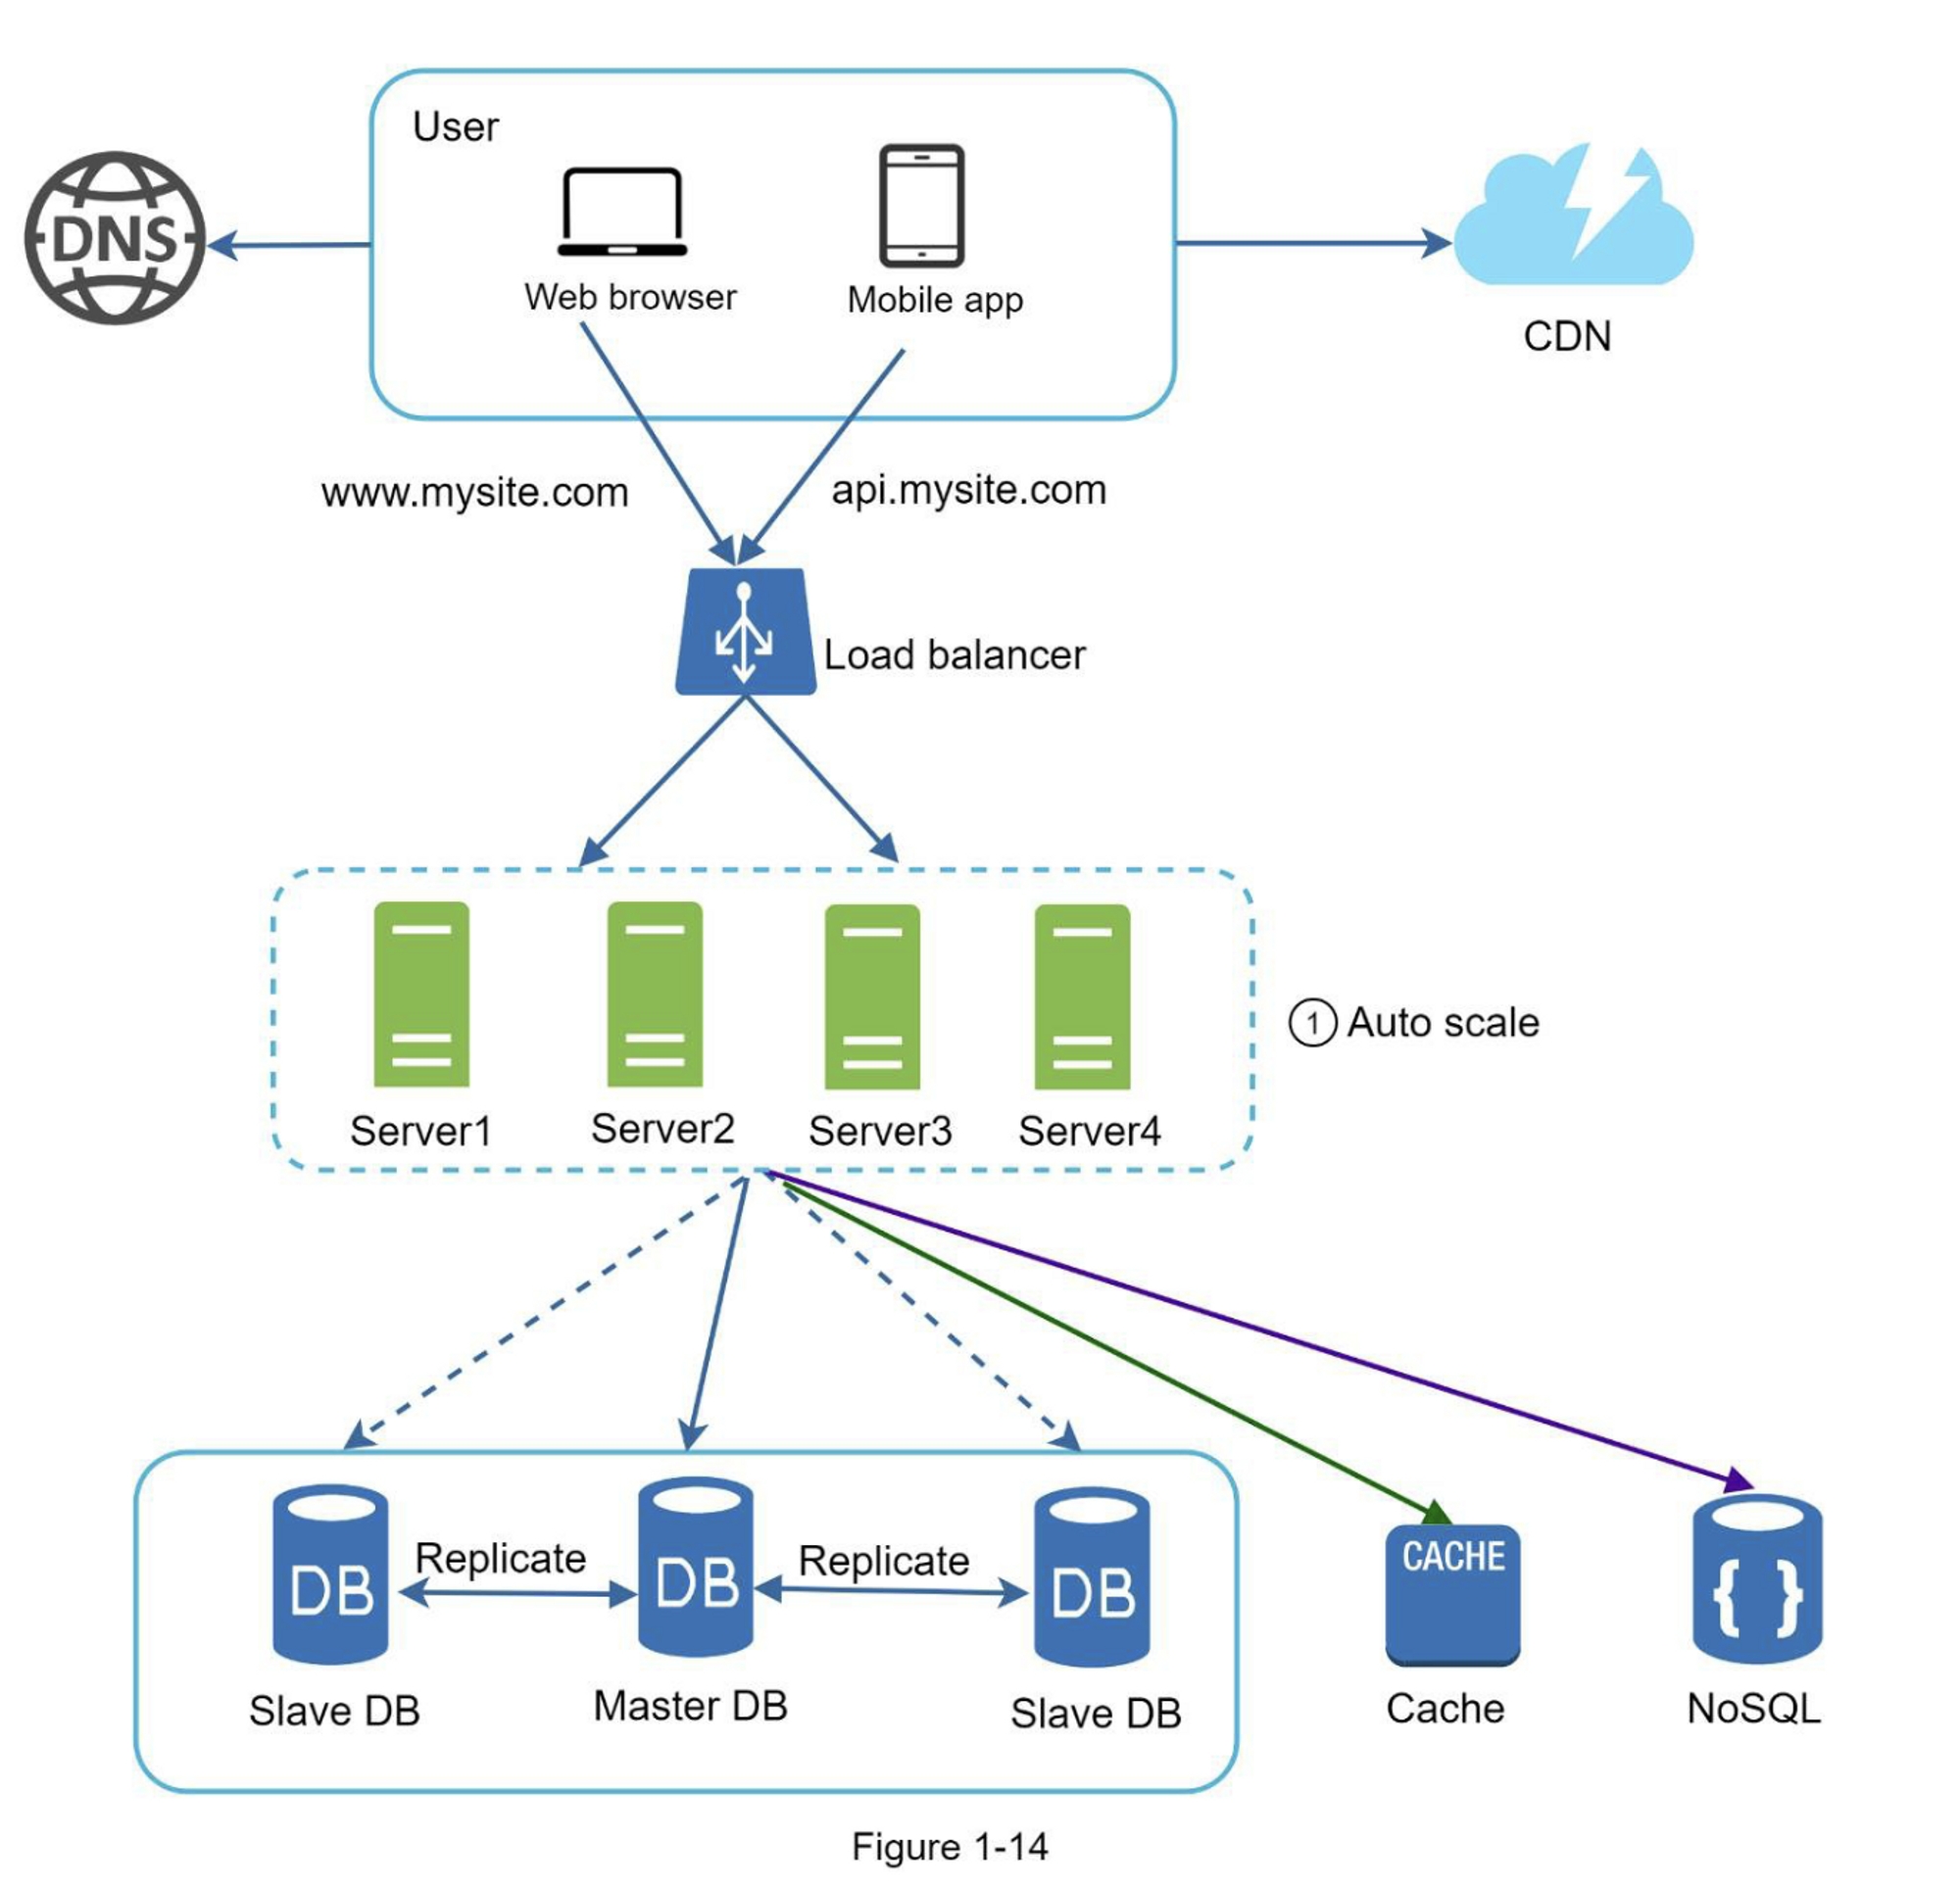 User
DNS
Web browser
Mobile app
CDN
www.mysite.com
api.mysite.com
Load balancer
Server1
Server2
Server3
Server4
1 Auto scale
Replicate
Replicate
DB
DB
DB
CACHE
{ }
Slave DB
Master DB
Slave DB
Cache
NoSQL
Figure 1-14